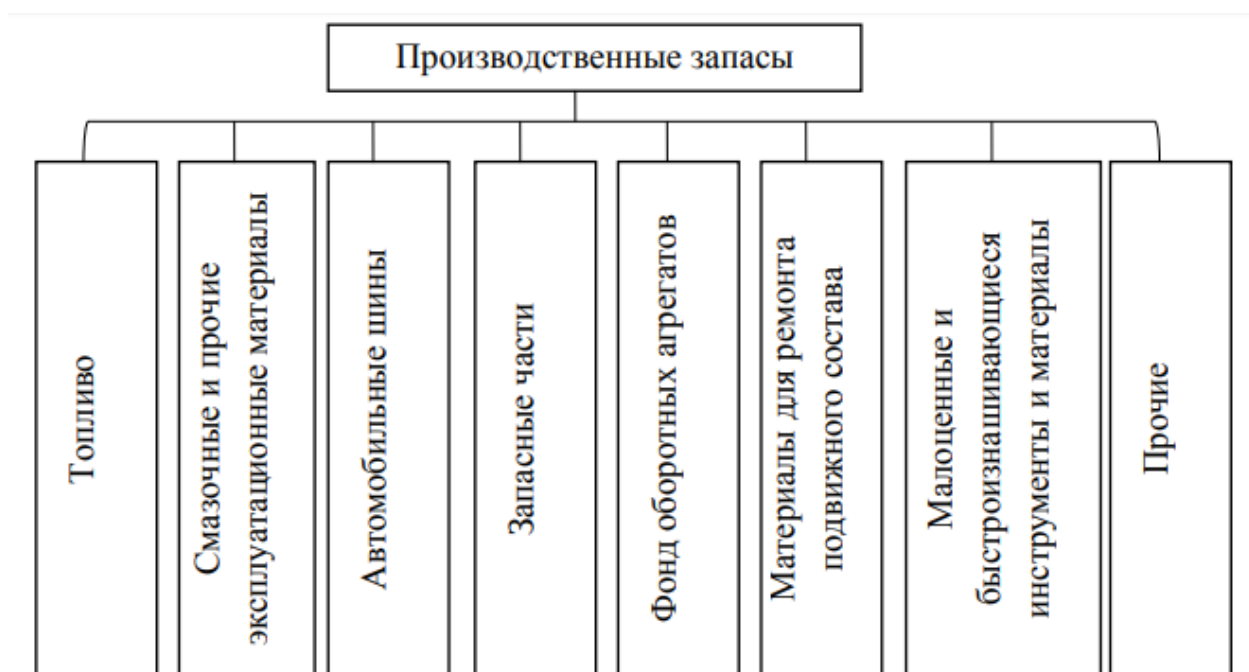 Производственные запасы
Топливо
Смазочные и прочие
эксплуатационные материалы
Автомобильные шины
Запасные части
Фонд оборотных агрегатов
Материалы для ремонта
подвижного состава
Малоценные и
быстроизнашивающиеся
инструменты и материалы
Прочие